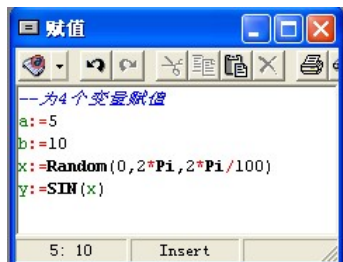 赋值
--为4个变量赋值
a:=5
b:=10
x:=Random(0,2*Pi,2*Pi/100)
y:=SIN(x)
5: 10 Insert